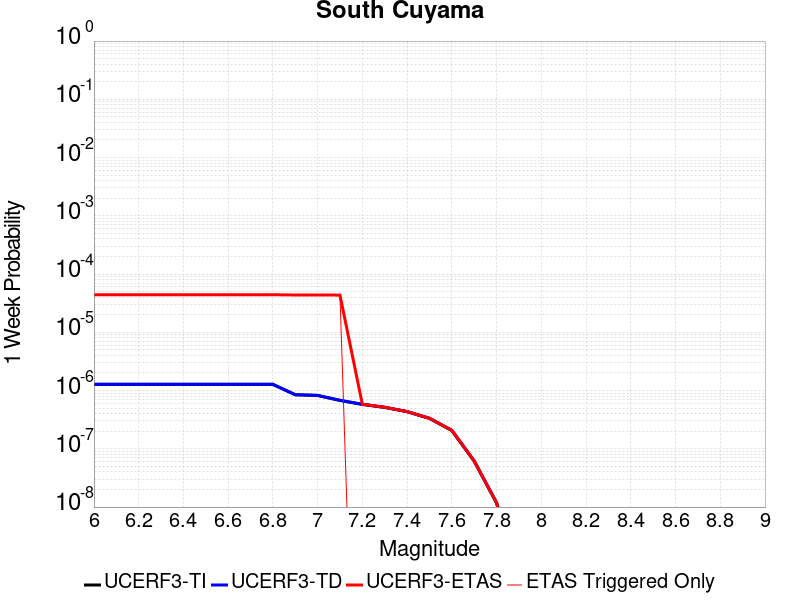 South Cuyama
10^0
10^-1
10^-2
10^-3
10^-4
10^-5
10^-6
10^-7
10^-8
1 Week Probability
6 6.2 6.4 6.6 6.8 7 7.2 7.4 7.6 7.8 8 8.2 8.4 8.6 8.8 9
Magnitude
UCERF3-TI UCERF3-TD UCERF3-ETAS ETAS Triggered Only